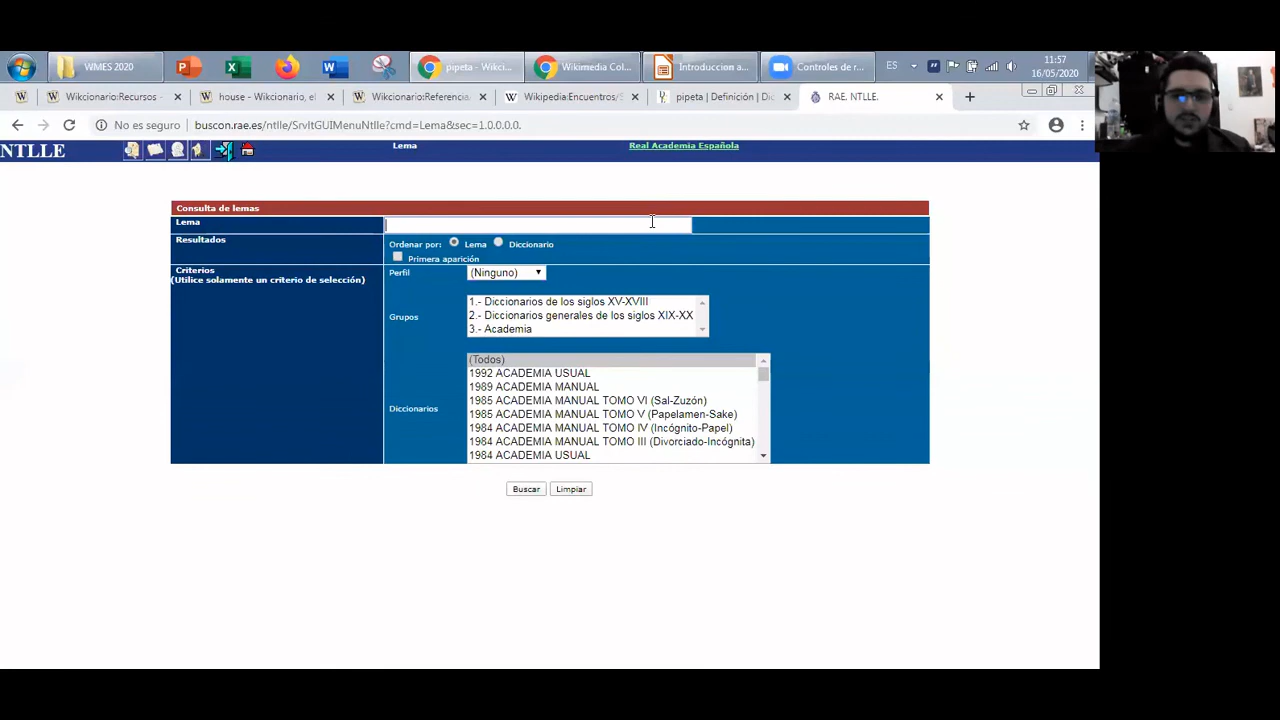 WMES 2020
pipeta - Wikci...
Wikimedia Col...
Introduccion a...
Controles de r...
ES
11:57
16/05/2020
Wikcionario:Recursos -
house - Wikcionario, el
Wikcionario:Referencia
Wikipedia:Encuentros/S
pipeta | Definición | Dic
RAE. NTLLE.
No es seguro
buscon.rae.es/ntlle/SrvltGUIMenuNtlle?cmd=Lema&sec=1.0.0.0.0.
NTLLE
Lema
Real Academia Española
Consulta de lemas
Lema
Resultados
Ordenar por: Lema Diccionario
Primera aparición
Criterios
(Utilice solamente un criterio de selección)
Perfil
(Ninguno)
Grupos
1.- Diccionarios de los siglos XV-XVIII
2.- Diccionarios generales de los siglos XIX-XX
3.- Academia
Diccionarios
(Todos)
1992 ACADEMIA USUAL
1989 ACADEMIA MANUAL
1985 ACADEMIA MANUAL TOMO VI (Sal-Zuzón)
1985 ACADEMIA MANUAL TOMO V (Papelamen-Sake)
1984 ACADEMIA MANUAL TOMO IV (Incógnito-Papel)
1984 ACADEMIA MANUAL TOMO III (Divorciado-Incógnita)
1984 ACADEMIA USUAL
Buscar
Limpiar